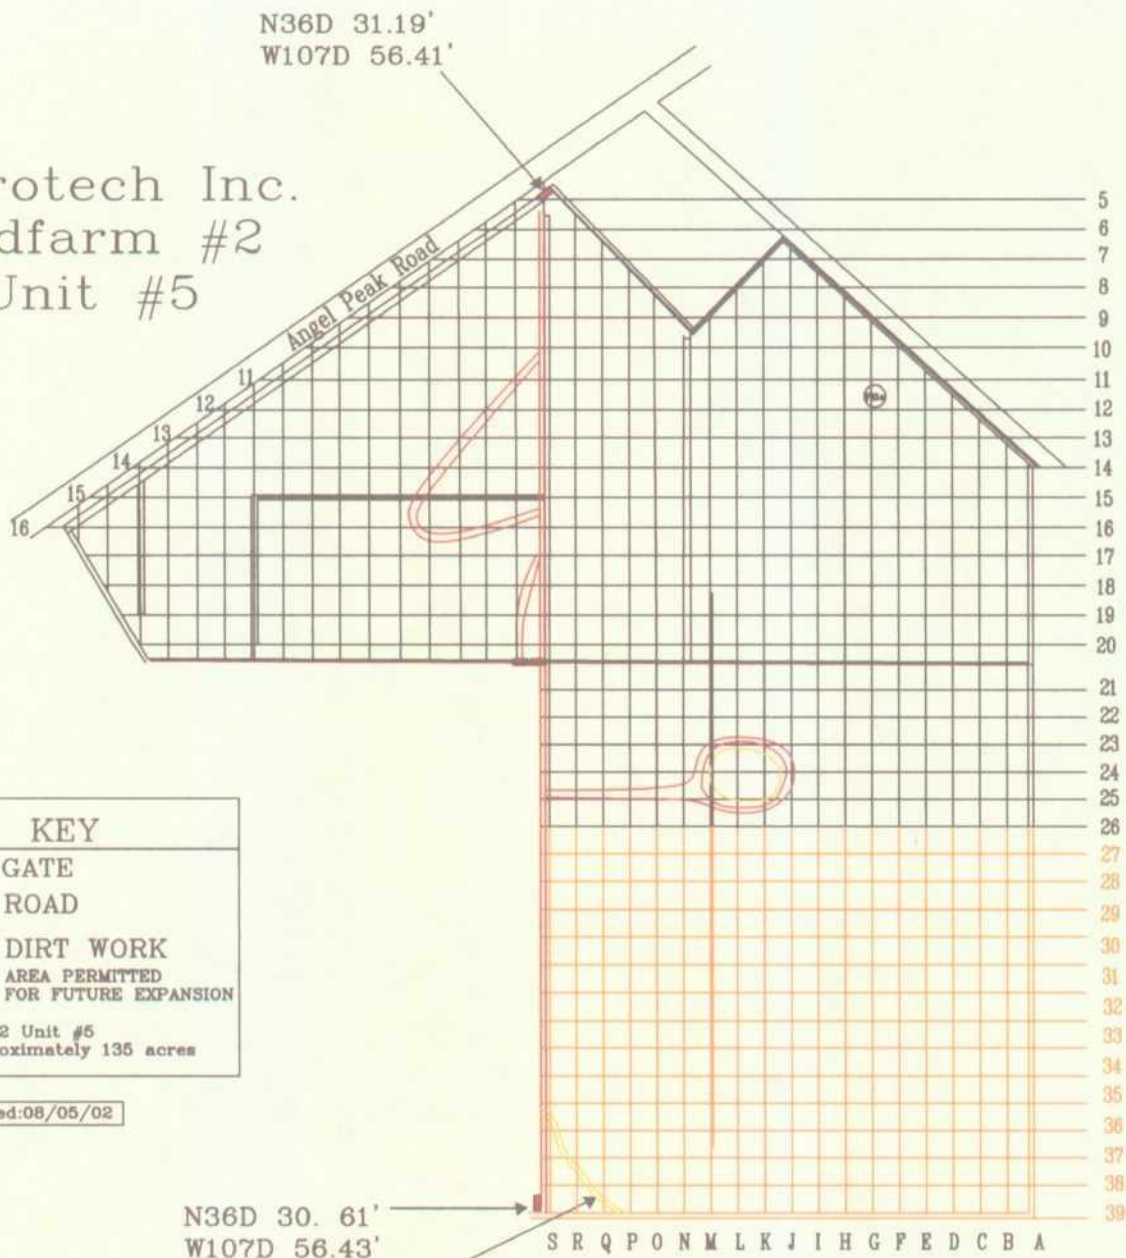 N36D 31.19'
W107D 56.41'
rotech Inc.
dfarm #2
Unit #5
Angel Peak Road
11
12
13
14
15
16
5
6
7
8
9
10
11
12
13
14
15
16
17
18
19
20
21
22
23
24
25
26
27
28
29
30
31
32
33
34
35
36
37
38
39
KEY
GATE
ROAD
DIRT WORK
AREA PERMITTED
FOR FUTURE EXPANSION
2 Unit #5
oximately 135 acres
ed:08/05/02
N36D 30. 61'
W107D 56.43'
S R Q P O N M L K J I H G F E D C B A